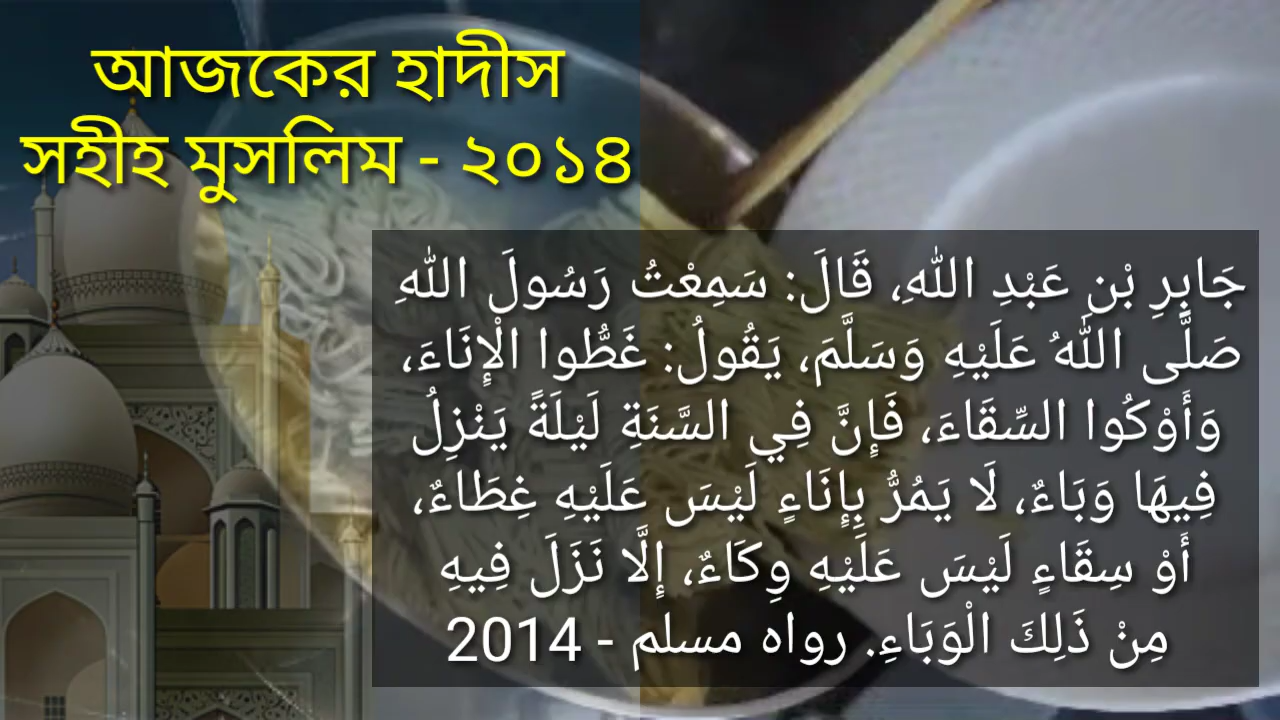 আজকের হাদীস
সহীহ মুসলিম - ২০১৪
جَابِرِ بْنِ عَبْدِ اللهِ، قَالَ: سَمِعْتُ رَسُولَ اللهِ
صَلَّى اللهُ عَلَيْهِ وَسَلَّمَ، يَقُولُ: غَطُّوا الْإِنَاءَ،
وَأَوْكُوا السِّقَاءَ، فَإِنَّ فِي السَّنَةِ لَيْلَةً يَنْزِلُ
فِيهَا وَبَاءٌ، لَا يَمُرُّ بِإِنَاءٍ لَيْسَ عَلَيْهِ غِطَاءٌ،
أَوْ سِقَاءٍ لَيْسَ عَلَيْهِ وِكَاءٌ، إِلَّا نَزَلَ فِيهِ
مِنْ ذَلِكَ الْوَبَاءِ. رواه مسلم - 2014